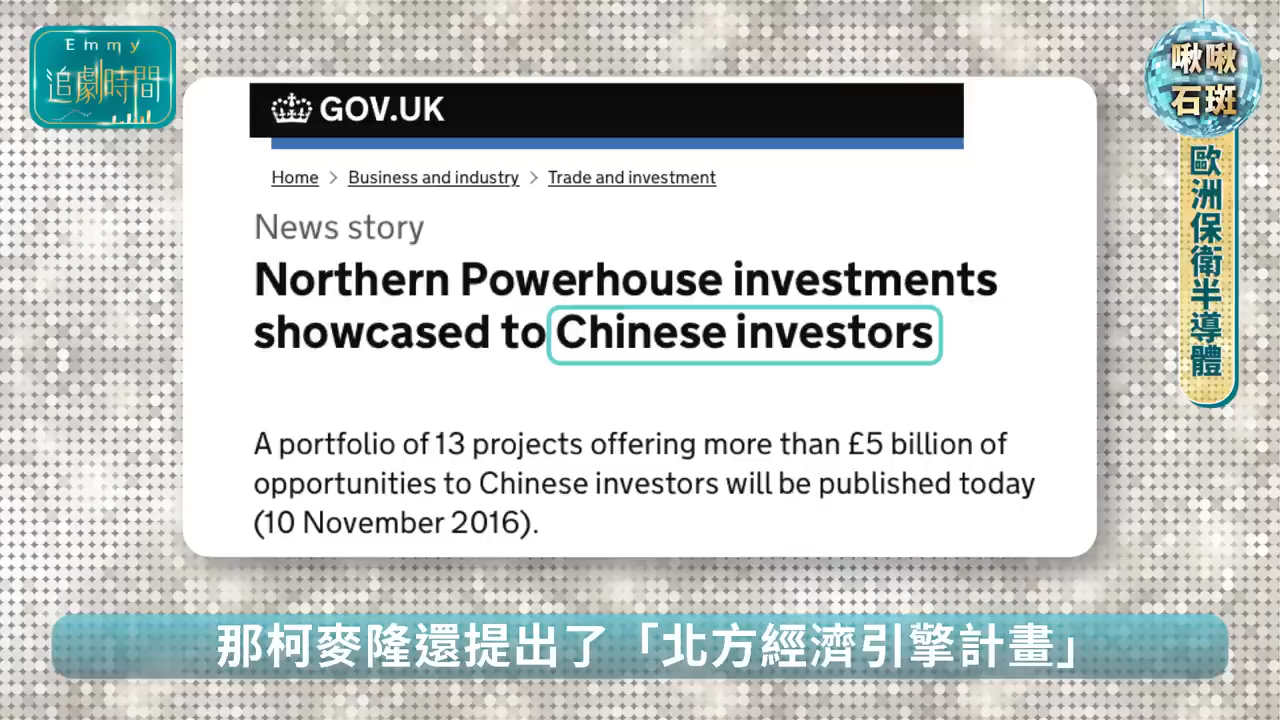 Emmy
追劇時間
啾啾
石斑
歐洲保衛半導體
GOV.UK
Home > Business and industry > Trade and investment
News story
Northern Powerhouse investments
showcased to Chinese investors
A portfolio of 13 projects offering more than £5 billion of
opportunities to Chinese investors will be published today
(10 November 2016).
那柯麥隆還提出了「北方經濟引擎計畫」